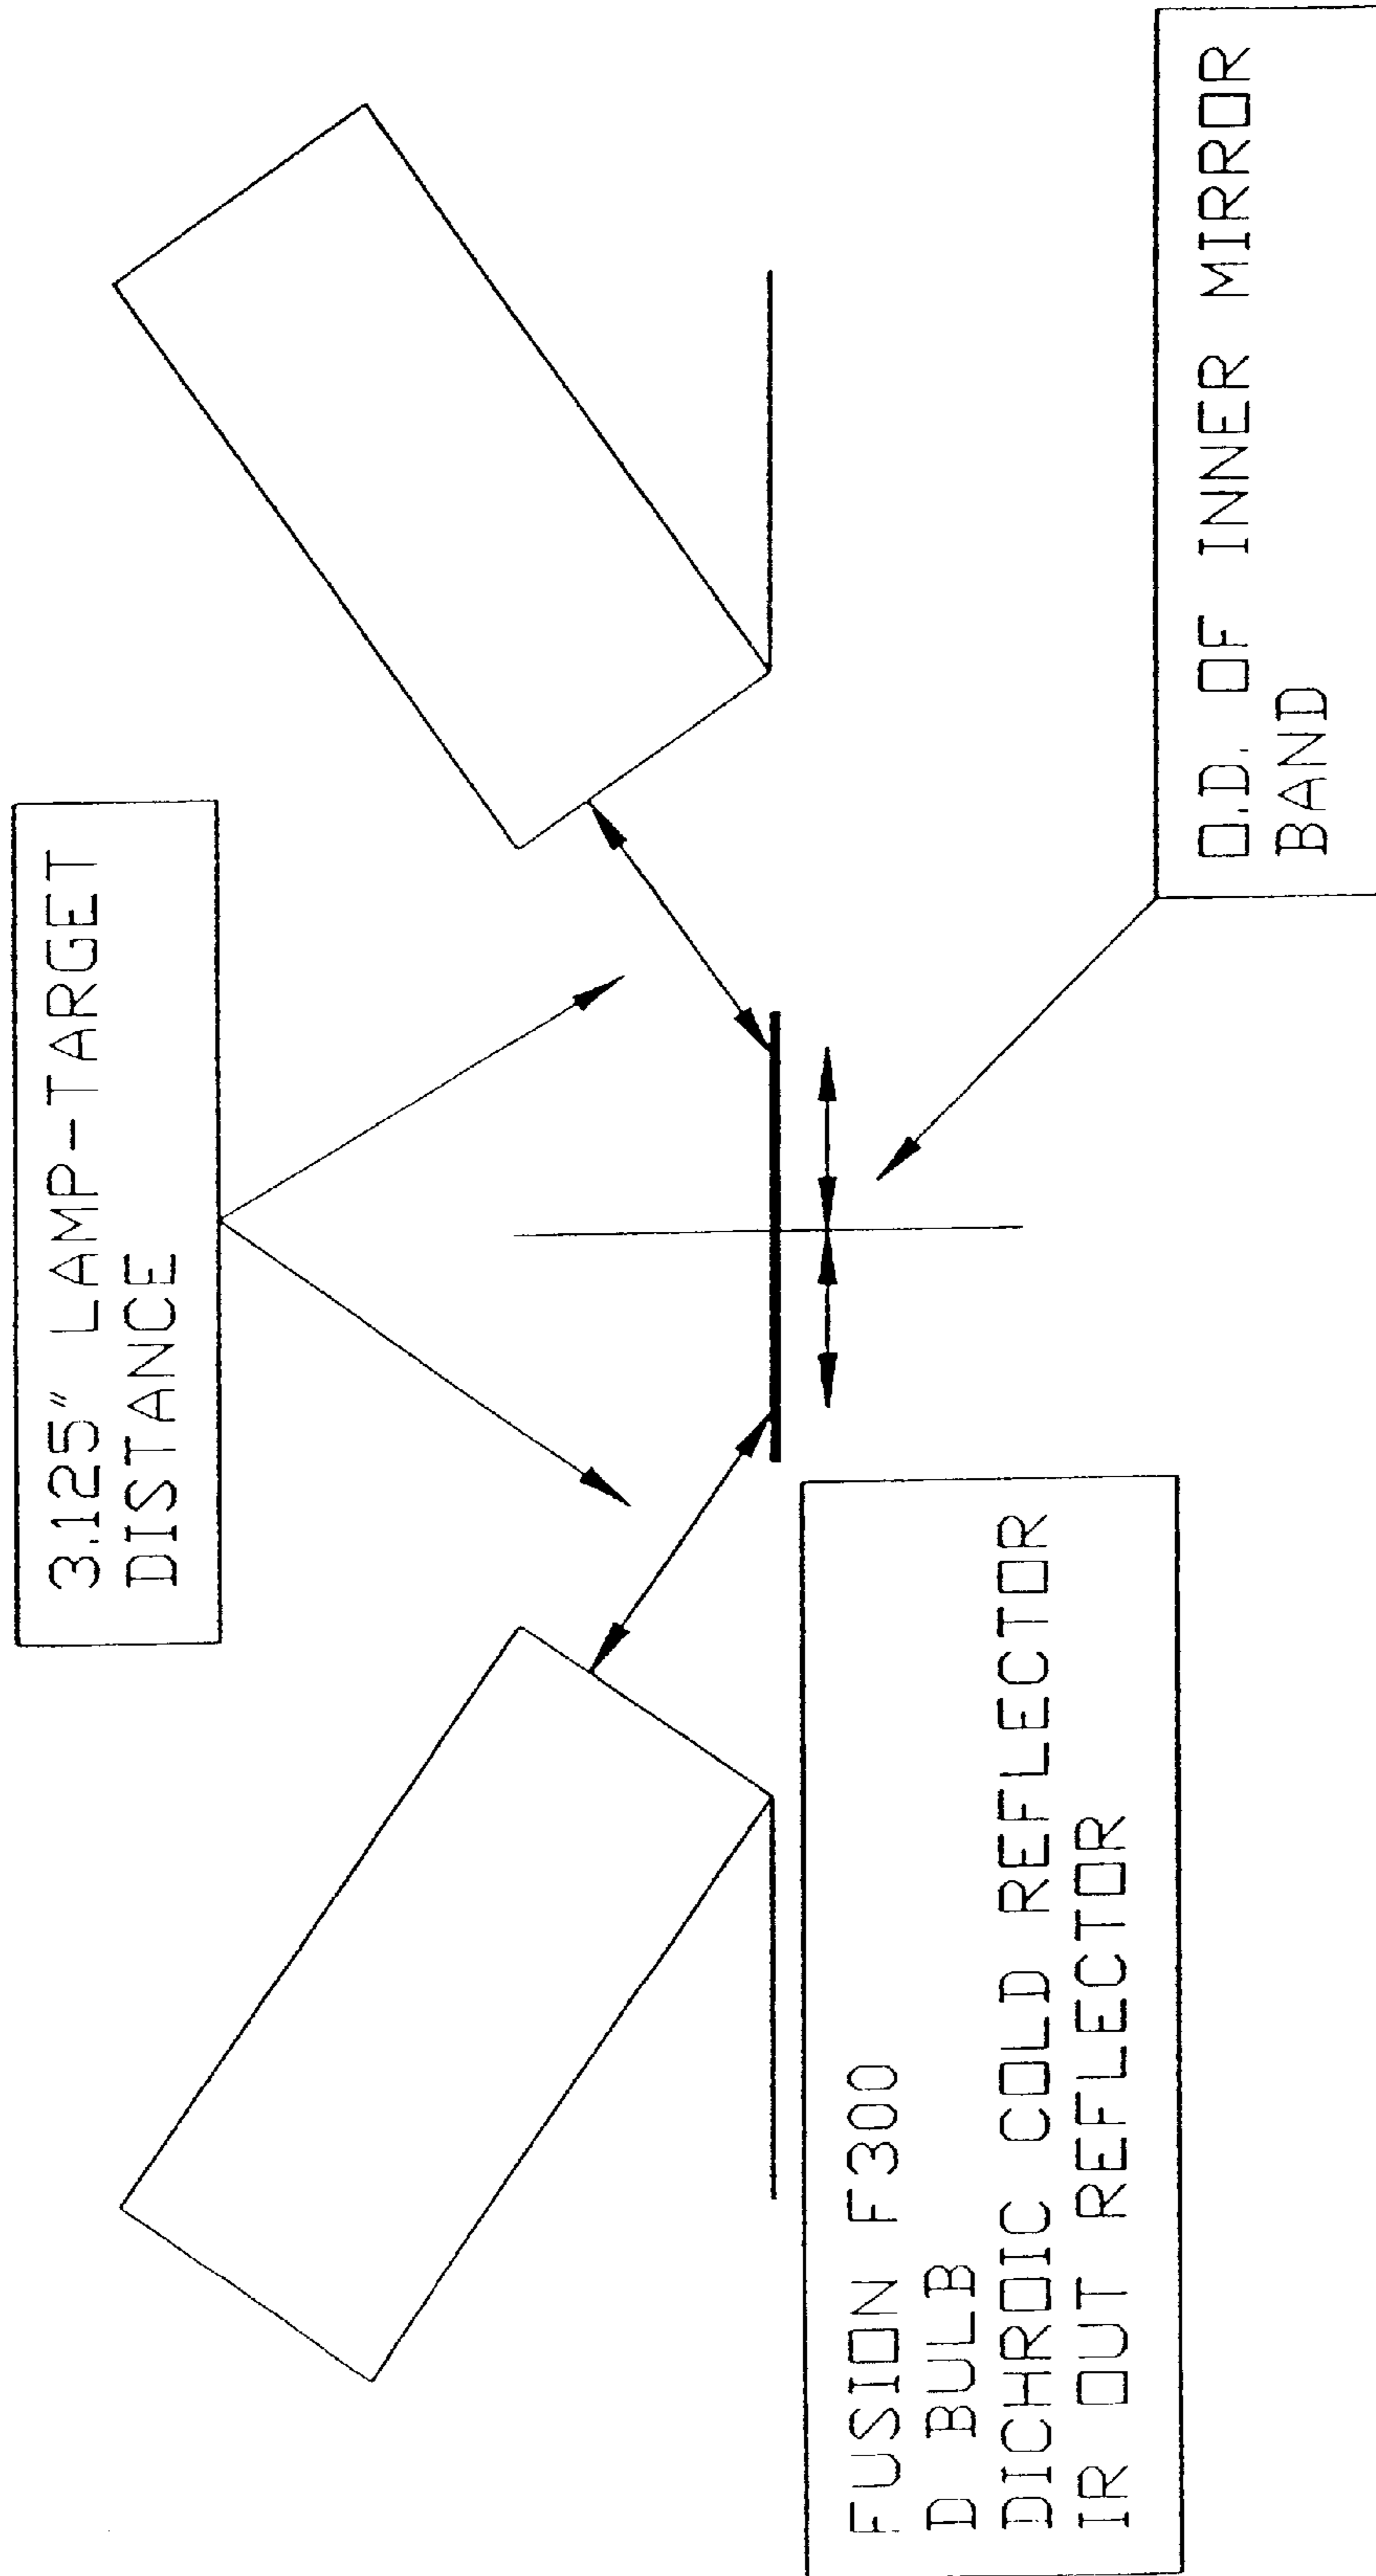 3.125" LAMP-TARGET
DISTANCE
FUSION F300
D BULB
DICHROIC COLD REFLECTOR
IR OUT REFLECTOR
O.D. OF INNER MIRROR
BAND